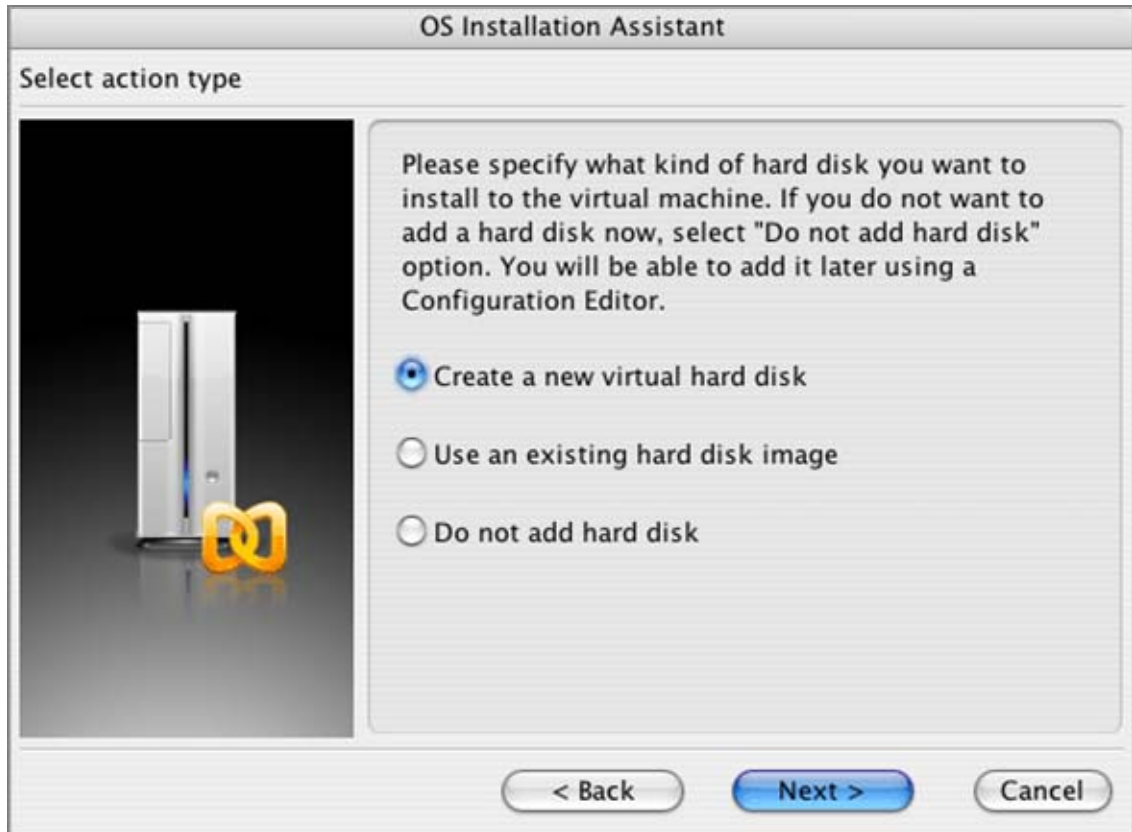 OS Installation Assistant
Select action type
Please specify what kind of hard disk you want to
install to the virtual machine. If you do not want to
add a hard disk now, select "Do not add hard disk"
option. You will be able to add it later using a
Configuration Editor.
Create a new virtual hard disk
Use an existing hard disk image
Do not add hard disk
< Back
Next >
Cancel